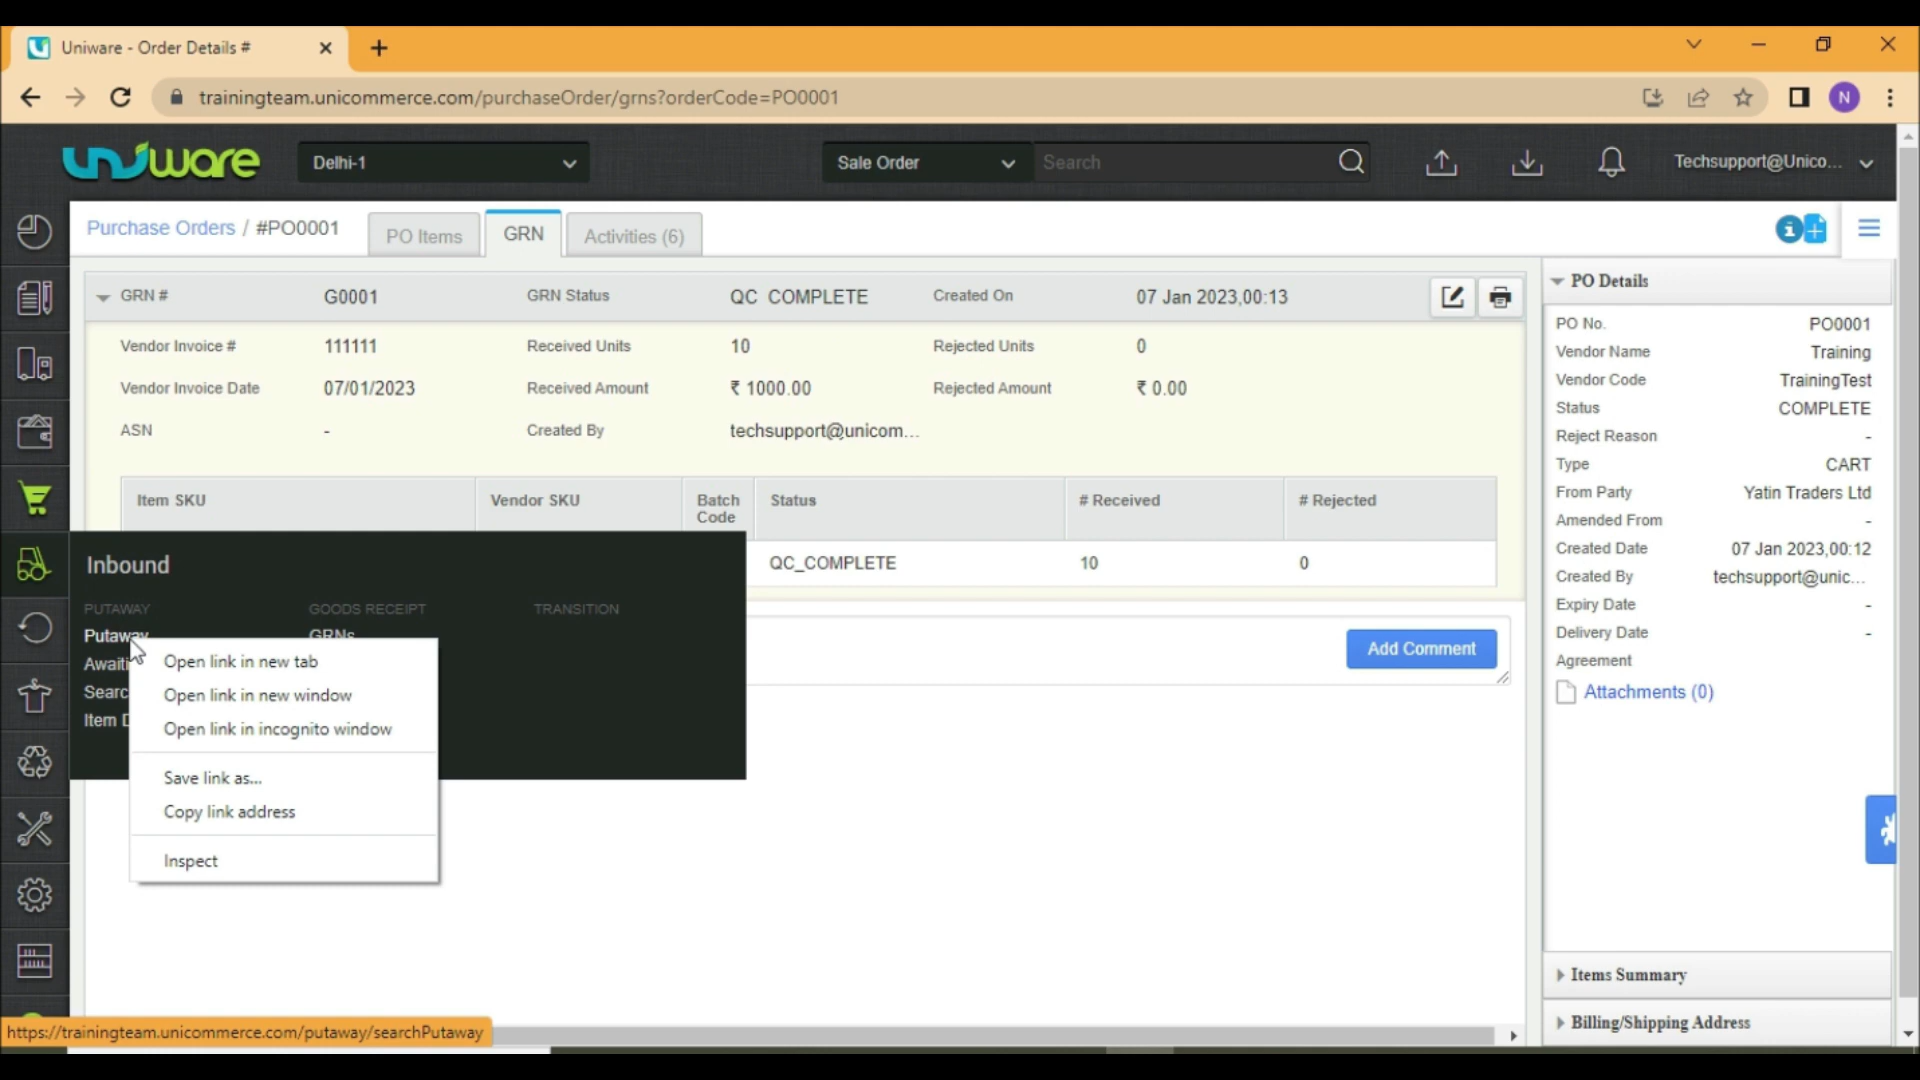 Uniware - Order Details #
trainingteam.unicommerce.com/purchaseOrder/grns?orderCode=PO0001
N
uniware
Delhi-1
Sale Order
Search
Techsupport@Unico...
Purchase Orders / #PO0001
PO Items
GRN
Activities (6)
GRN # G0001 GRN Status QC COMPLETE Created On 07 Jan 2023,00:13
Vendor Invoice # 111111 Received Units 10 Rejected Units 0
Vendor Invoice Date 07/01/2023 Received Amount ₹ 1000.00 Rejected Amount ₹ 0.00
ASN - Created By techsupport@unicom...
Item SKU Vendor SKU Batch Code Status # Received # Rejected
QC_COMPLETE 10 0
Add Comment
Inbound
PUTAWAY GOODS RECEIPT TRANSITION
Putaway GRNs
Item
Open link in new tab
Open link in new window
Open link in incognito window
Save link as...
Copy link address
Inspect
PO Details
PO No. PO0001
Vendor Name Training
Vendor Code TrainingTest
Status COMPLETE
Reject Reason -
Type CART
From Party Yatin Traders Ltd
Amended From -
Created Date 07 Jan 2023,00:12
Created By techsupport@unic...
Expiry Date -
Delivery Date -
Agreement
Attachments (0)
Items Summary
Billing/Shipping Address
https://trainingteam.unicommerce.com/putaway/searchPutaway